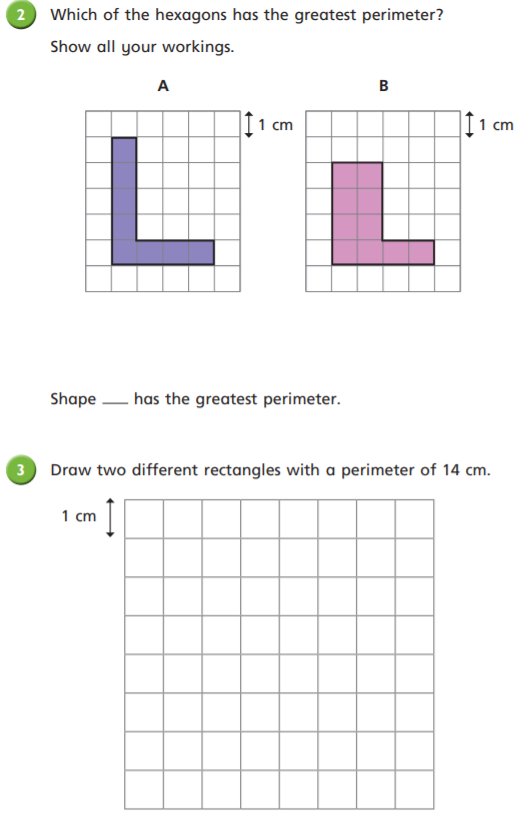 2 Which of the hexagons has the greatest perimeter?
Show all your workings.
A B
1 cm 1 cm
Shape ___ has the greatest perimeter.
3 Draw two different rectangles with a perimeter of 14 cm.
1 cm